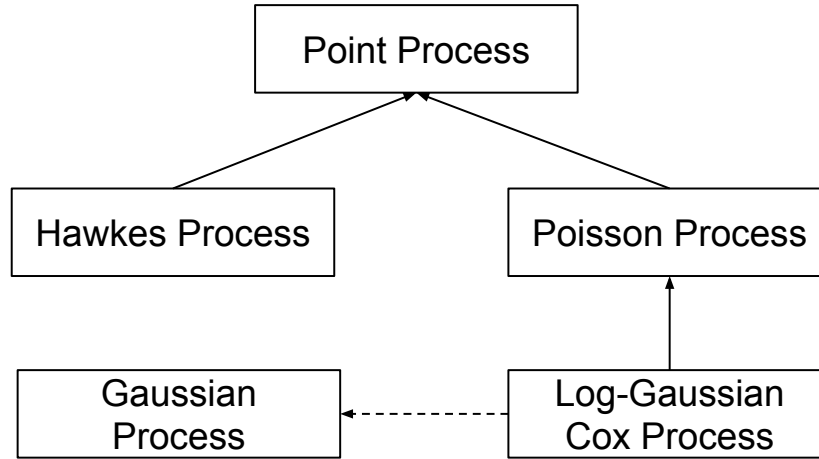 Point Process
Hawkes Process
Poisson Process
Gaussian
Process
Log-Gaussian
Cox Process